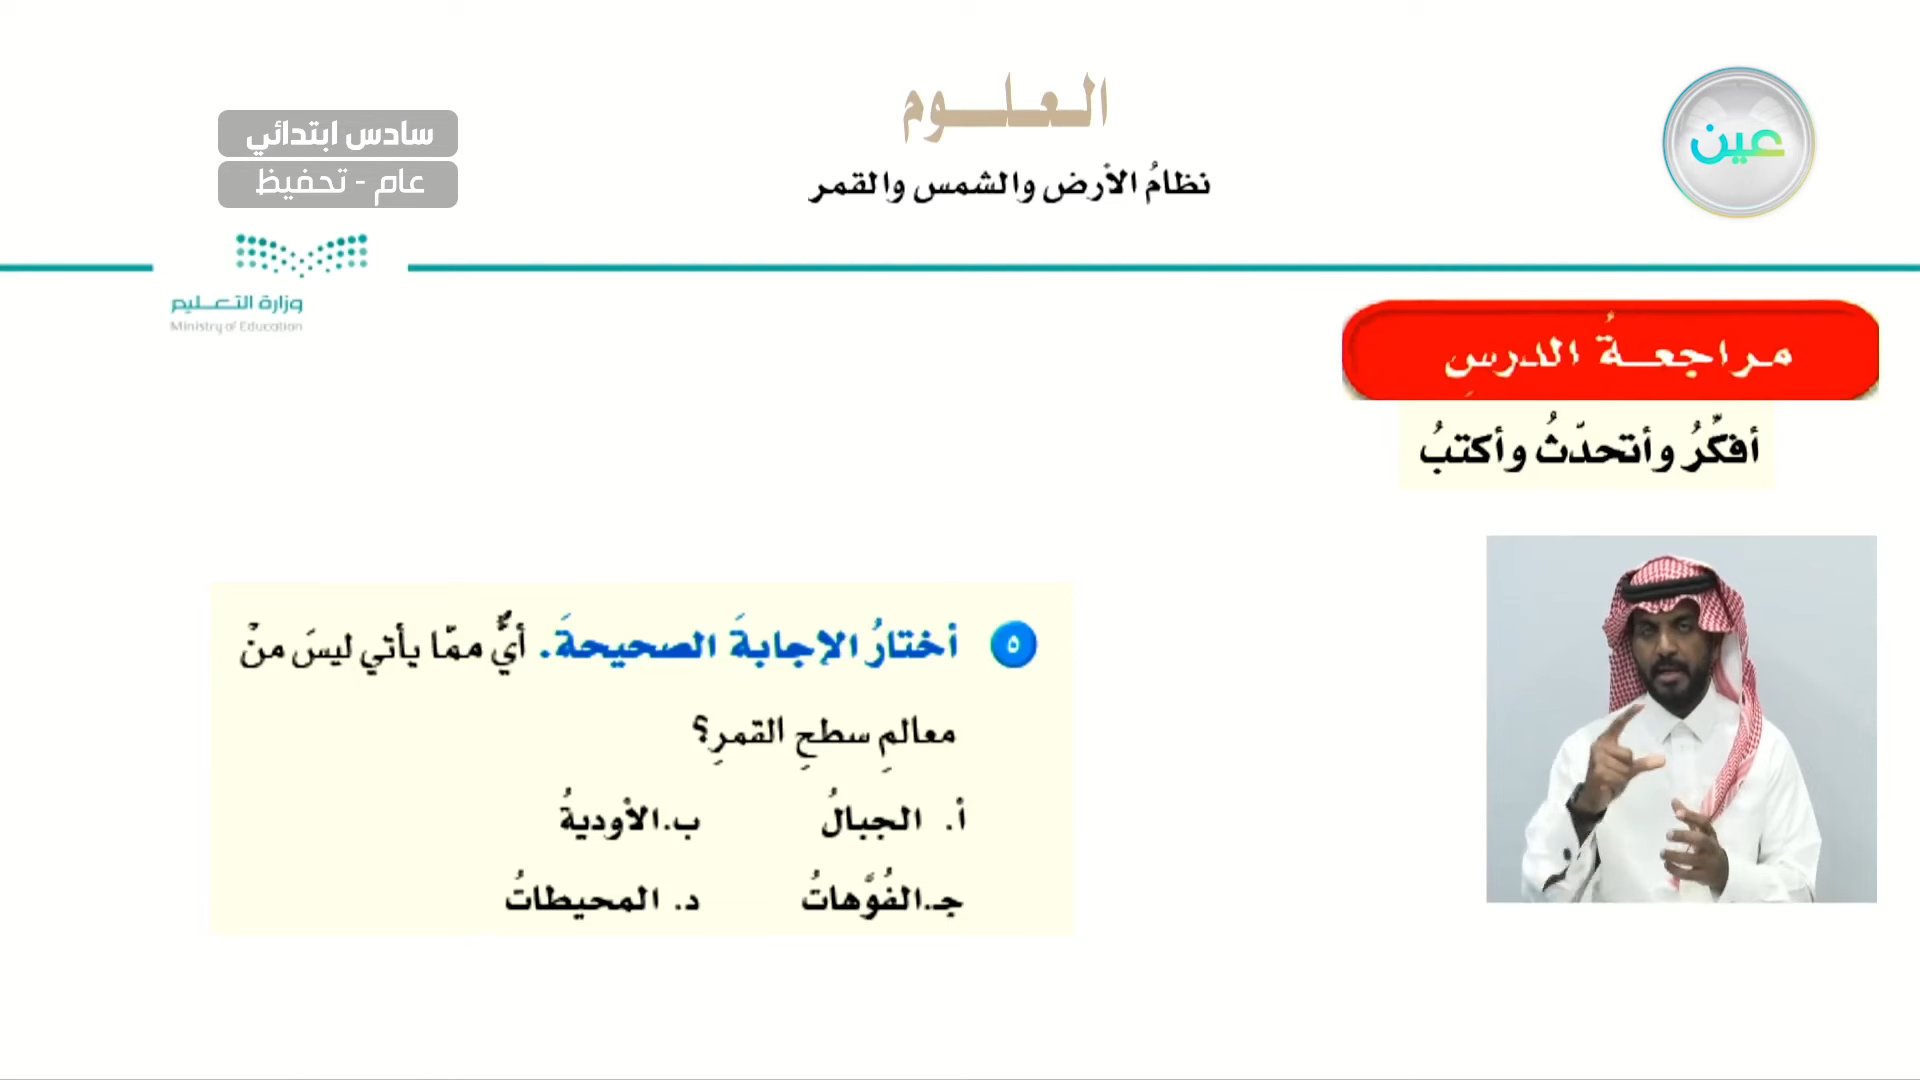 العلوم
نظامُ الأرض والشمس والقمر
عين
سادس ابتدائي
عام - تحفيظ
وزارة التعليم
Ministry of Education
مراجعةُ الدرسِ
أفكِّرُ وأتحدّثُ وأكتبُ
٥ أختارُ الإجابةَ الصحيحةَ. أيٌّ ممّا يأتي ليسَ منْ
معالمِ سطحِ القمرِ؟
أ. الجبالُ ب.الأوديةُ
جـ.الفُوَّهاتُ د. المحيطاتُ